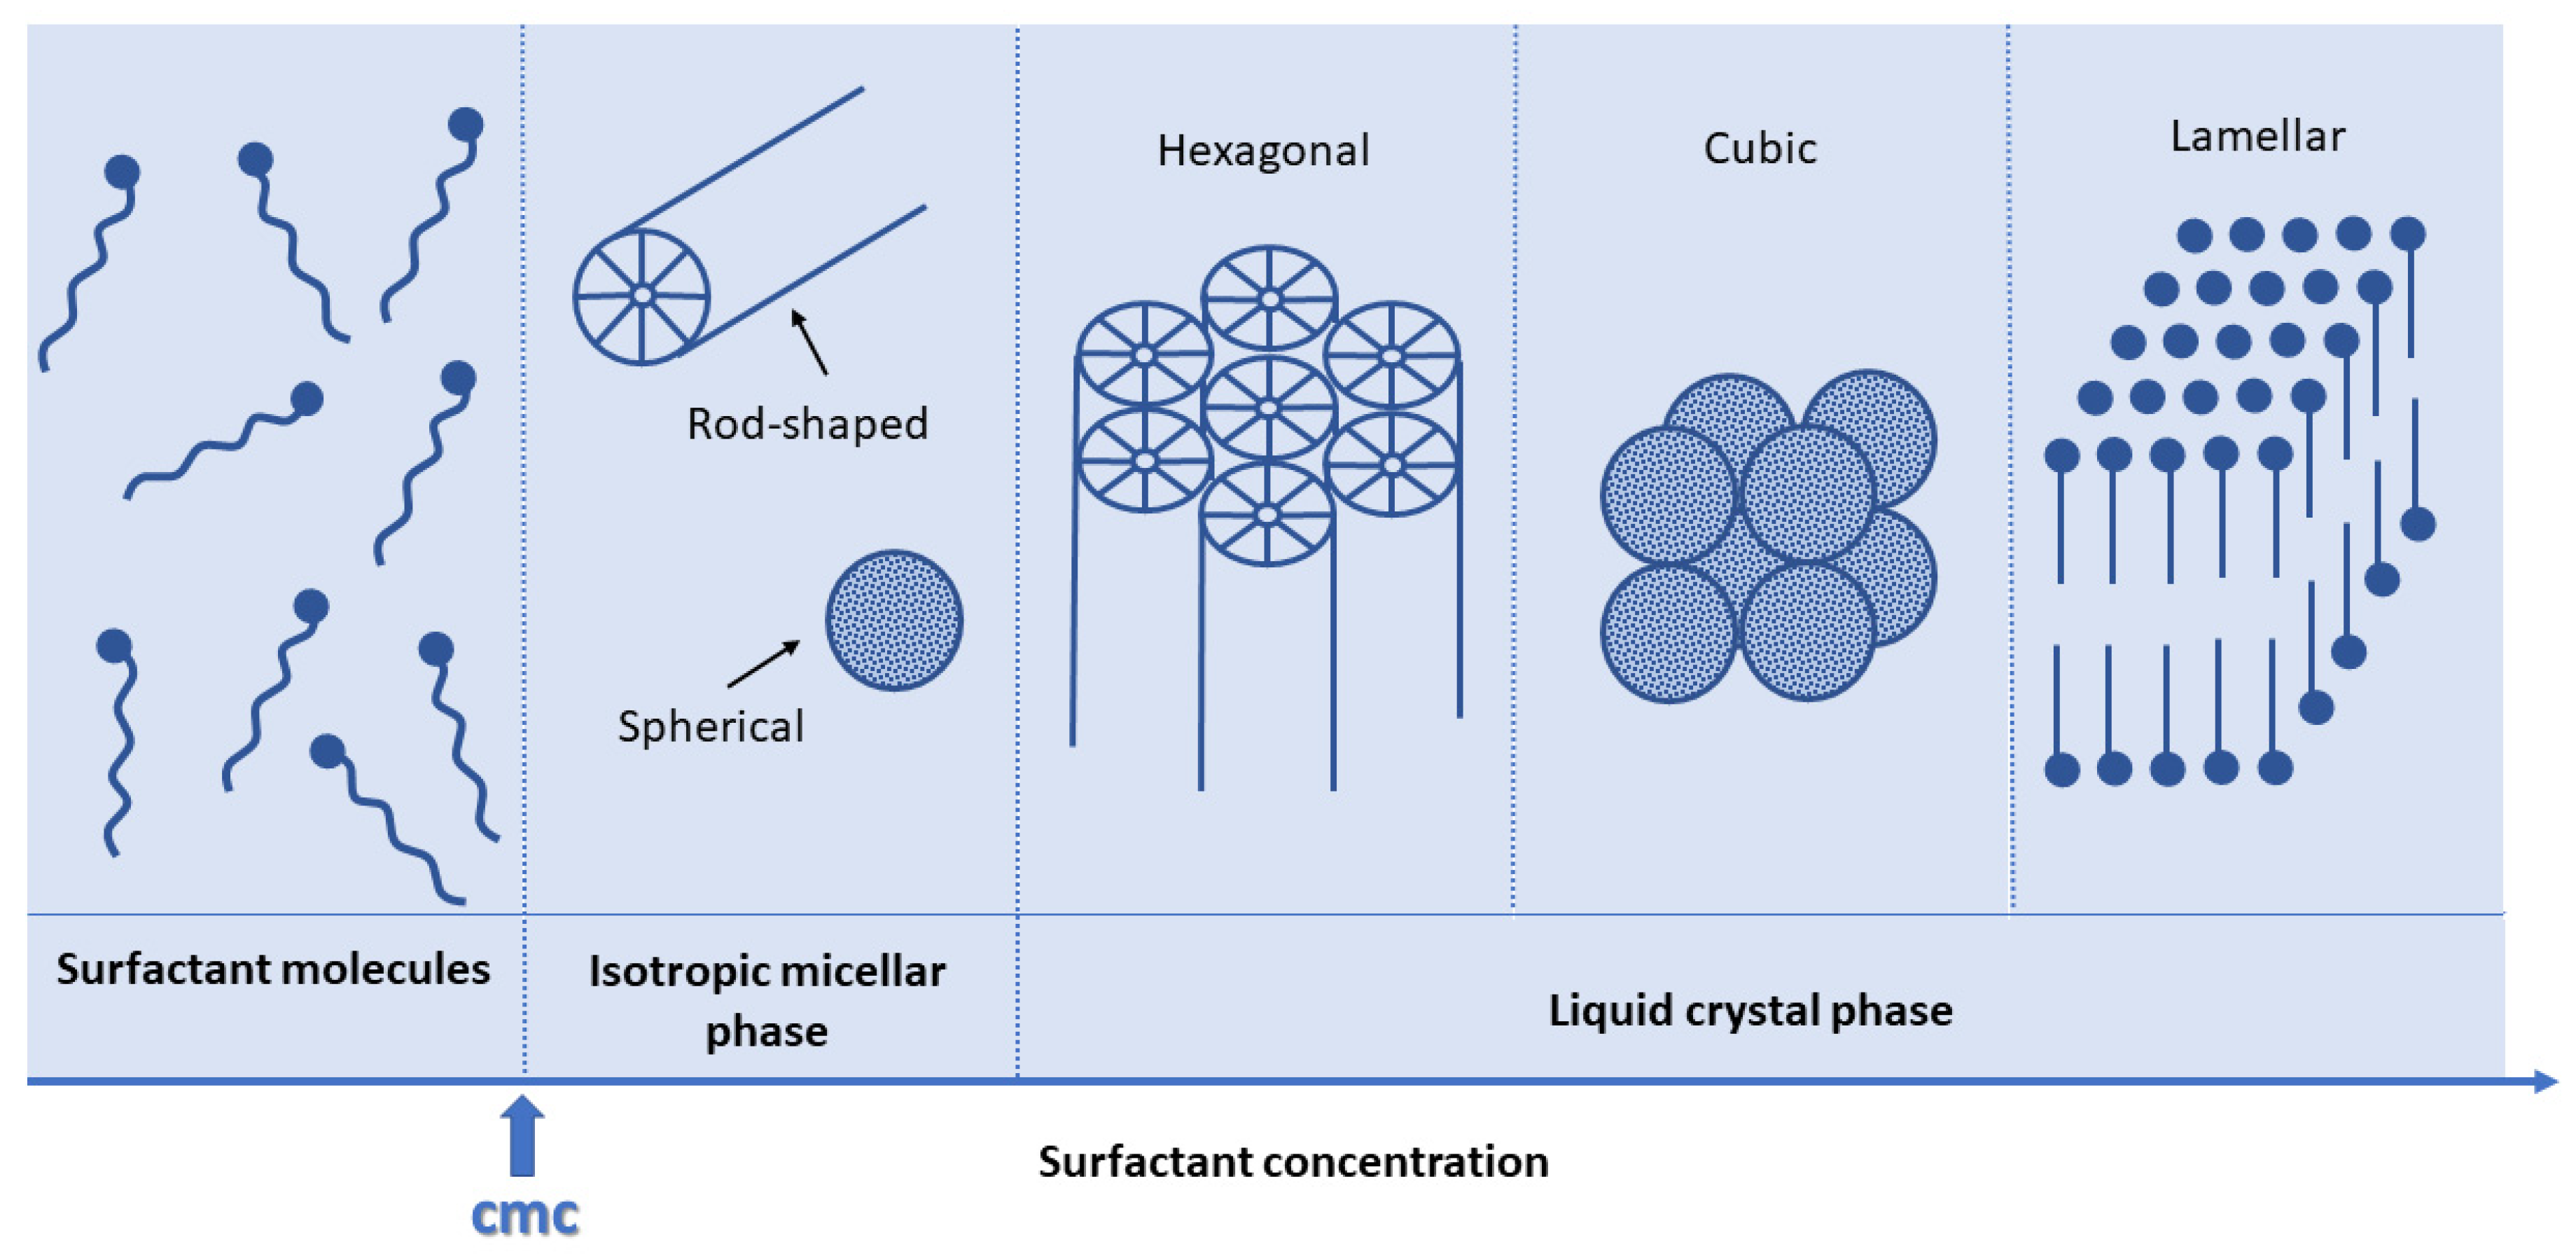 Hexagonal
Cubic
Lamellar
Rod-shaped
Spherical
Surfactant molecules
Isotropic micellar
phase
Liquid crystal phase
Surfactant concentration
cmc